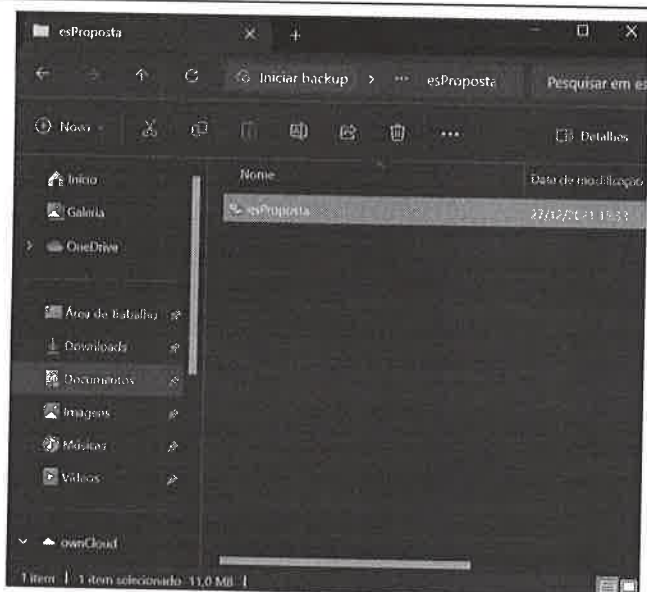 esProposta
Iniciar backup > ... esProposta
Pesquisar em es
Novo
Detalhes
Início
Galeria
OneDrive
Área de Trabalho
Downloads
Documentos
Imagens
Músicas
Vídeos
ownCloud
Nome
Data de modificação
esProposta
1 item
1 item selecionado 11,0 MB